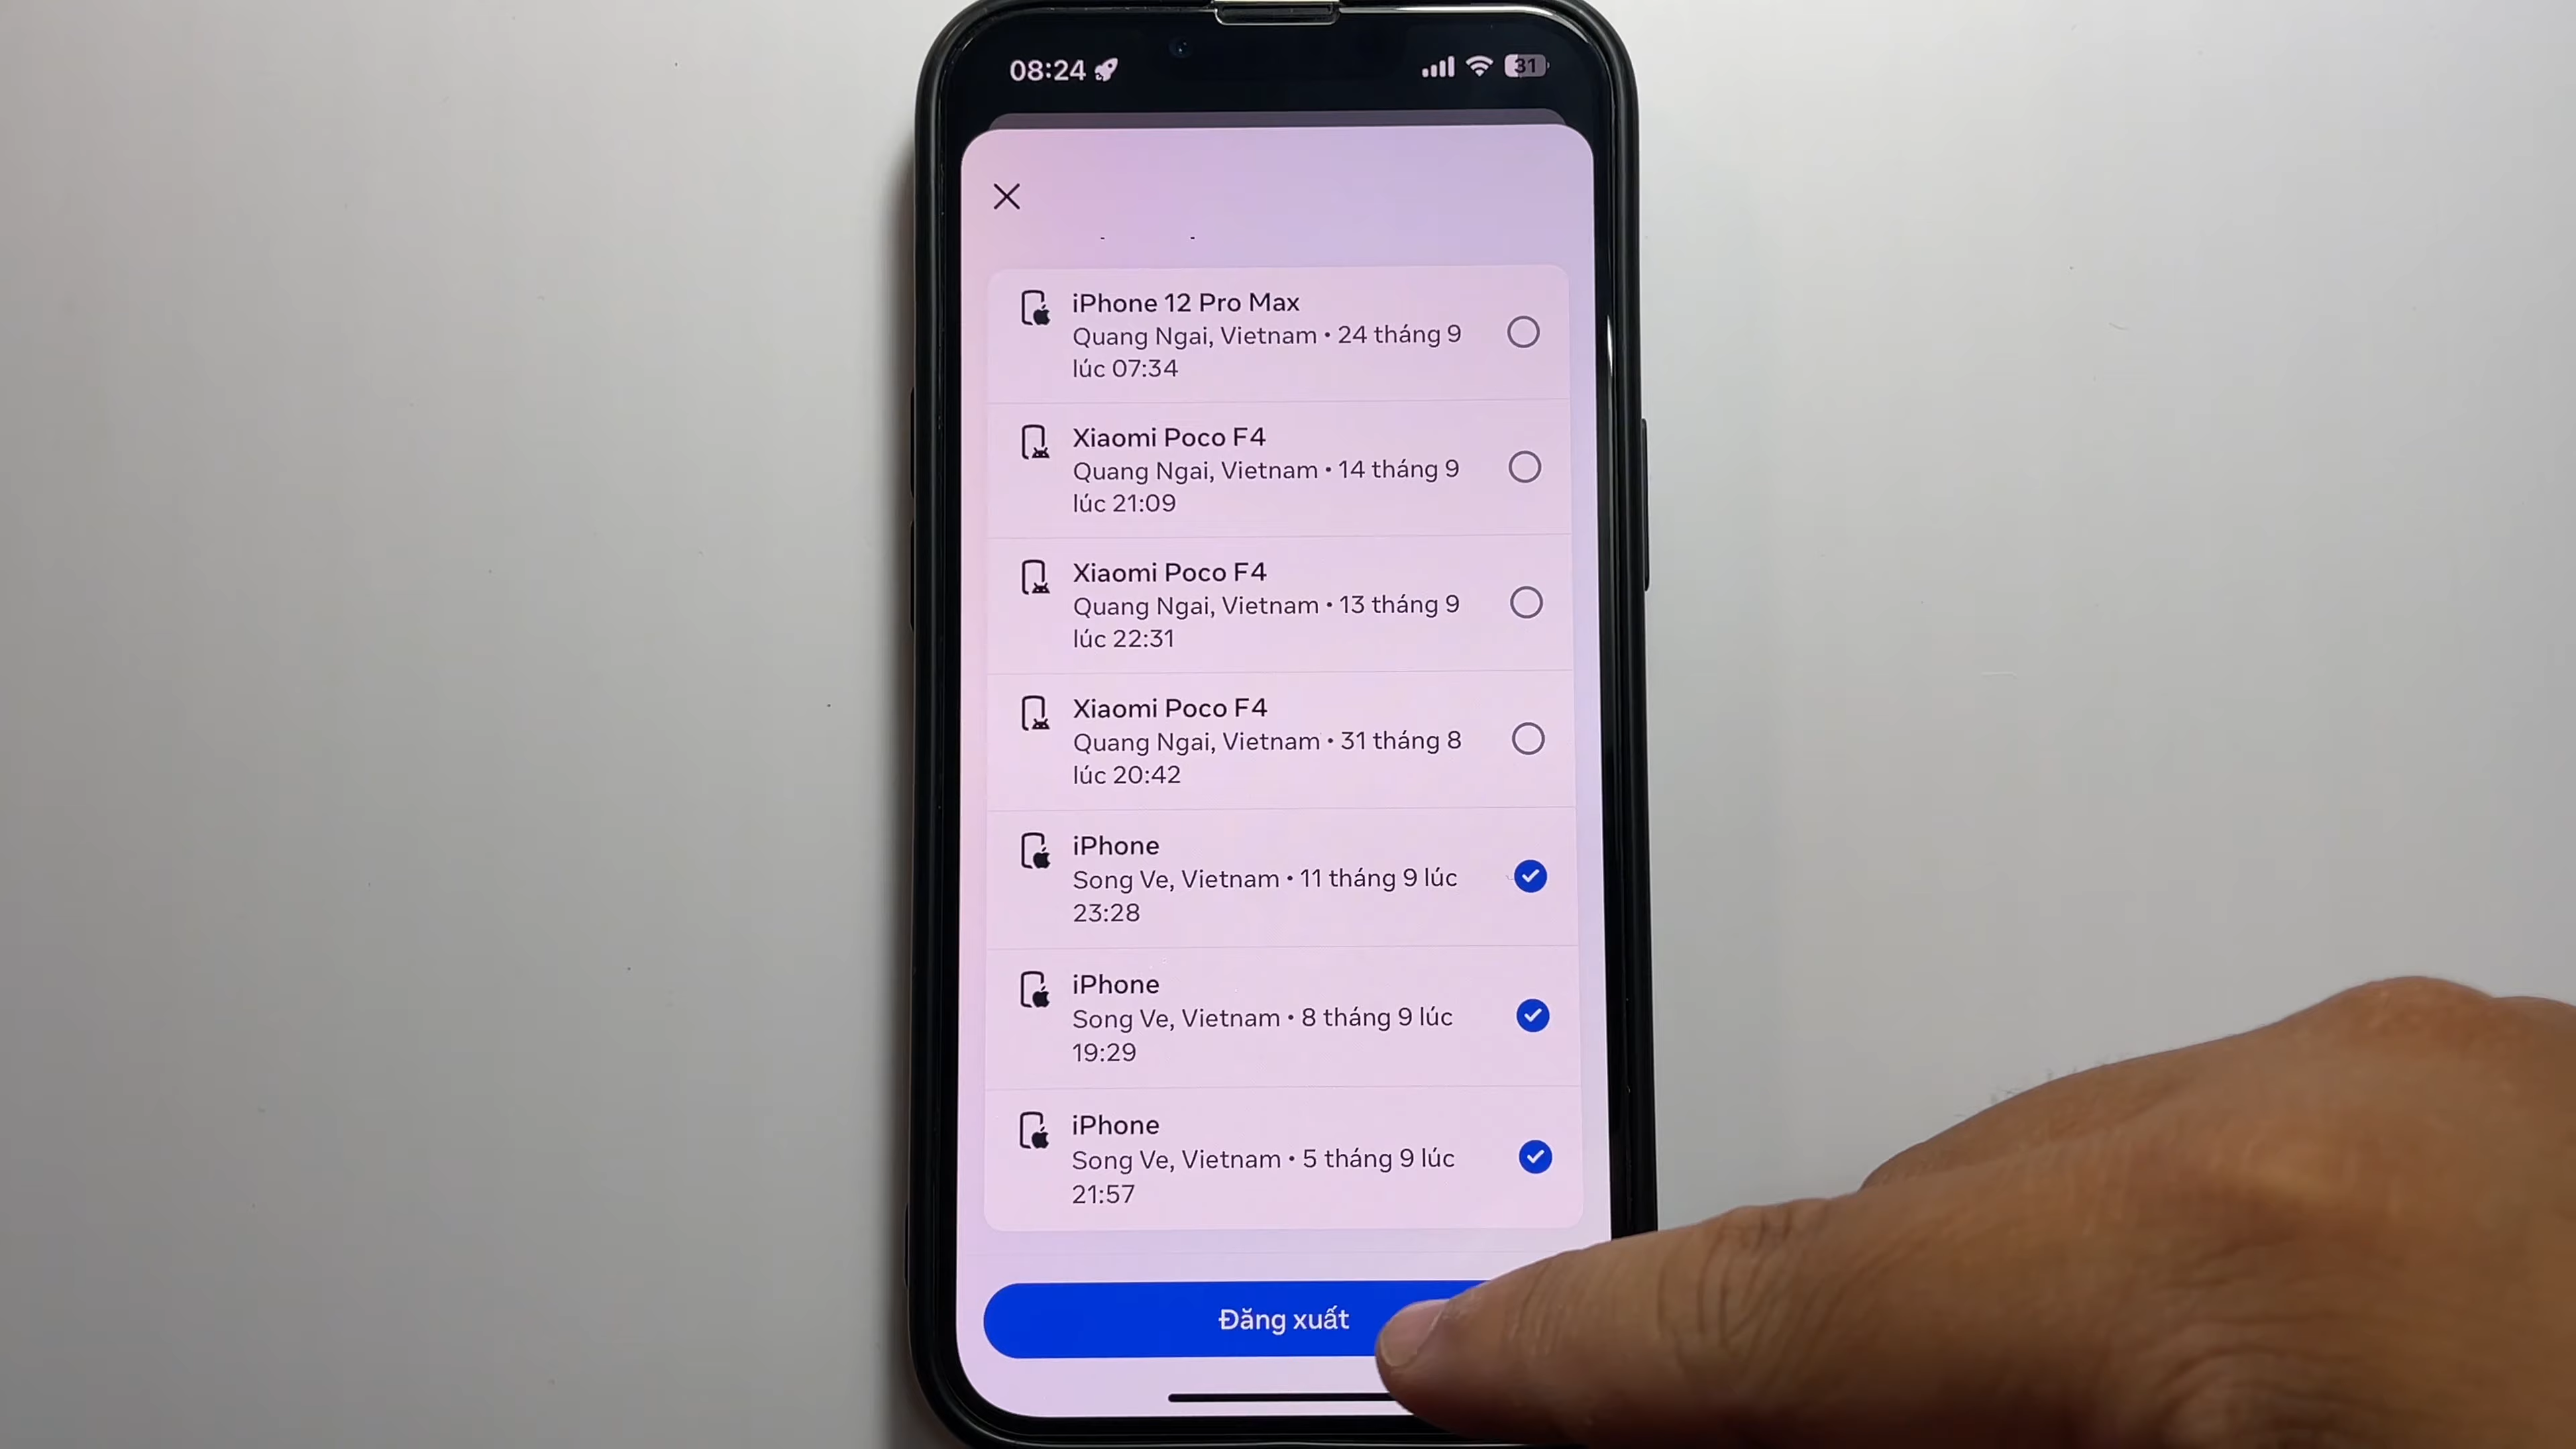 08:24
31
iPhone 12 Pro Max
Quang Ngai, Vietnam • 24 tháng 9
lúc 07:34
Xiaomi Poco F4
Quang Ngai, Vietnam • 14 tháng 9
lúc 21:09
Xiaomi Poco F4
Quang Ngai, Vietnam • 13 tháng 9
lúc 22:31
Xiaomi Poco F4
Quang Ngai, Vietnam • 31 tháng 8
lúc 20:42
iPhone
Song Ve, Vietnam • 11 tháng 9 lúc
23:28
iPhone
Song Ve, Vietnam • 8 tháng 9 lúc
19:29
iPhone
Song Ve, Vietnam • 5 tháng 9 lúc
21:57
Đăng xuất